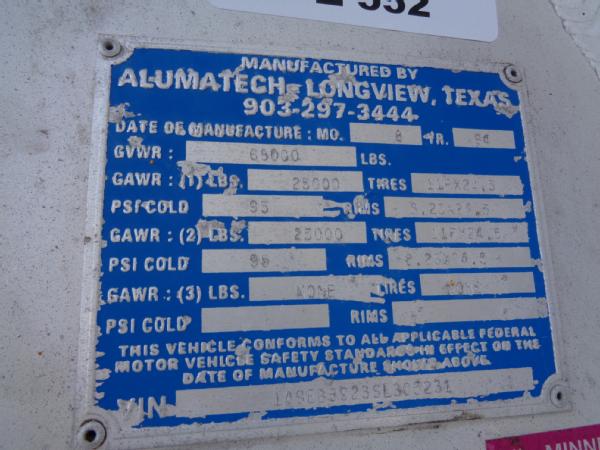 552
MANUFACTURED BY
ALUMATECH - LONGVIEW, TEXAS
903-297-3444
DATE OF MANUFACTURE: MO. 8 YR.
GVWR: 65000 LBS.
GAWR: (1) LBS. 25000 TIRES
PSI COLD 95 RIMS
GAWR: (2) LBS. 25000 TIRES
PSI COLD 95 RIMS
GAWR: (3) LBS. NONE TIRES NONE
PSI COLD RIMS
THIS VEHICLE CONFORMS TO ALL APPLICABLE FEDERAL
MOTOR VEHICLE SAFETY STANDARDS IN EFFECT ON THE
DATE OF MANUFACTURE SHOWN ABOVE.
VIN